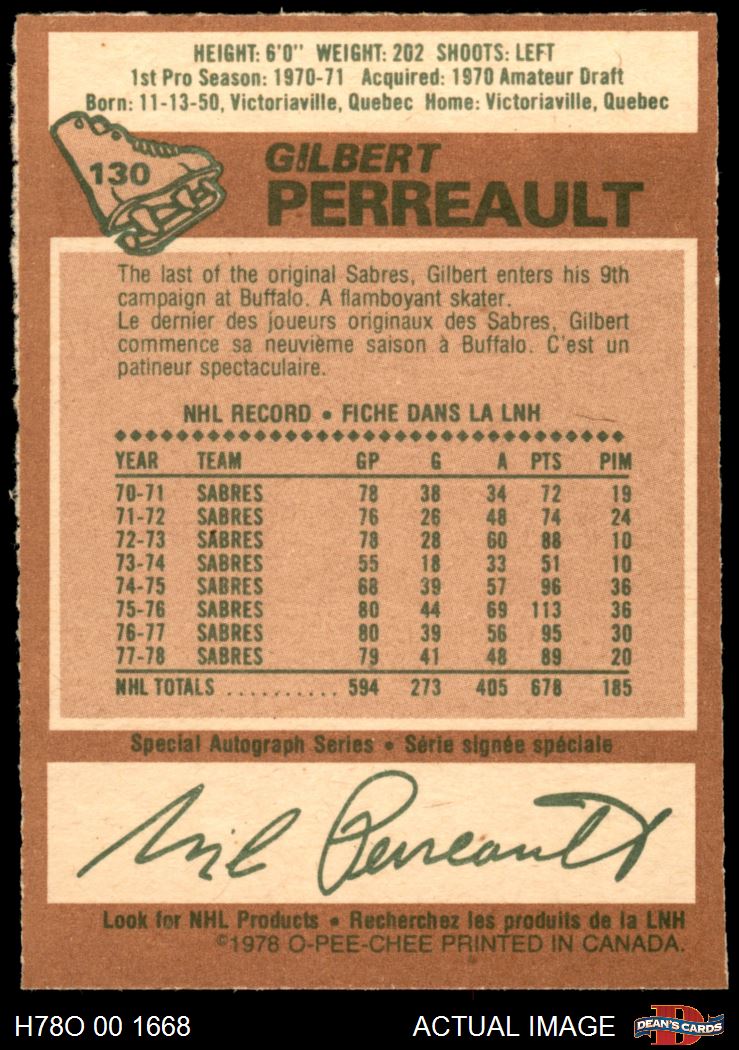 HEIGHT: 6'0" WEIGHT: 202 SHOOTS: LEFT
1st Pro Season: 1970-71 Acquired: 1970 Amateur Draft
Born: 11-13-50, Victoriaville, Quebec Home: Victoriaville, Quebec
130
GILBERT
PERREAULT
The last of the original Sabres, Gilbert enters his 9th
campaign at Buffalo. A flamboyant skater.
Le dernier des joueurs originaux des Sabres, Gilbert
commence sa neuvième saison à Buffalo. C'est un
patineur spectaculaire.
NHL RECORD • FICHE DANS LA LNH
YEAR TEAM GP G A PTS PIM
70-71 SABRES 78 38 34 72 19
71-72 SABRES 76 26 48 74 24
72-73 SABRES 78 28 60 88 10
73-74 SABRES 55 18 33 51 10
74-75 SABRES 68 39 57 96 36
75-76 SABRES 80 44 69 113 36
76-77 SABRES 80 39 56 95 30
77-78 SABRES 79 41 48 89 20
NHL TOTALS .......... 594 273 405 678 185
Special Autograph Series • Série signée spéciale
Gil Perreault
Look for NHL Products • Recherchez les produits de la LNH
©1978 O-PEE-CHEE PRINTED IN CANADA.
H78O 00 1668 ACTUAL IMAGE DEAN'S CARDS